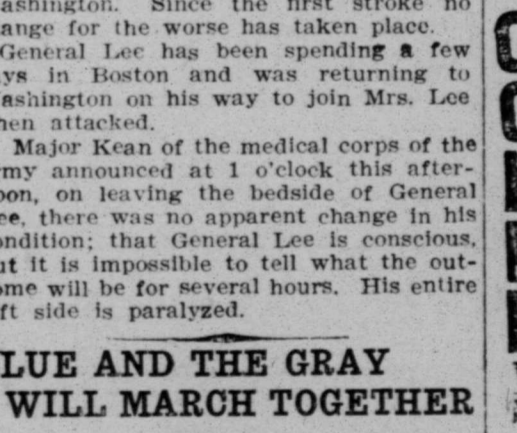 ashington. Since the first stroke no
ange for the worse has taken place.
General Lee has been spending a few
ys in Boston and was returning to
ashington on his way to join Mrs. Lee
hen attacked.
Major Kean of the medical corps of the
rmy announced at 1 o'clock this after-
oon, on leaving the bedside of General
ee, there was no apparent change in his
ondition; that General Lee is conscious,
ut it is impossible to tell what the out-
ome will be for several hours. His entire
ft side is paralyzed.
LUE AND THE GRAY
WILL MARCH TOGETHER